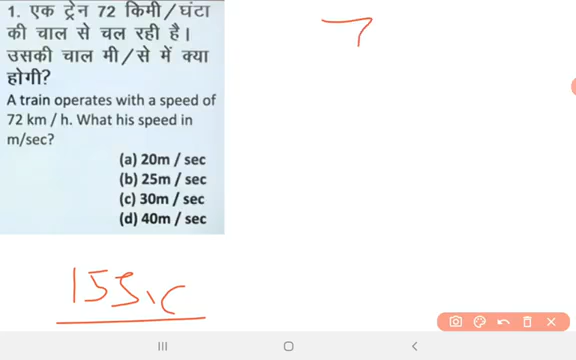 1. एक ट्रेन 72 किमी/घंटा
की चाल से चल रही है।
उसकी चाल मी/से में क्या
होगी?
A train operates with a speed of
72 km / h. What his speed in
m/sec?
(a) 20m / sec
(b) 25m / sec
(c) 30m / sec
(d) 40m / sec